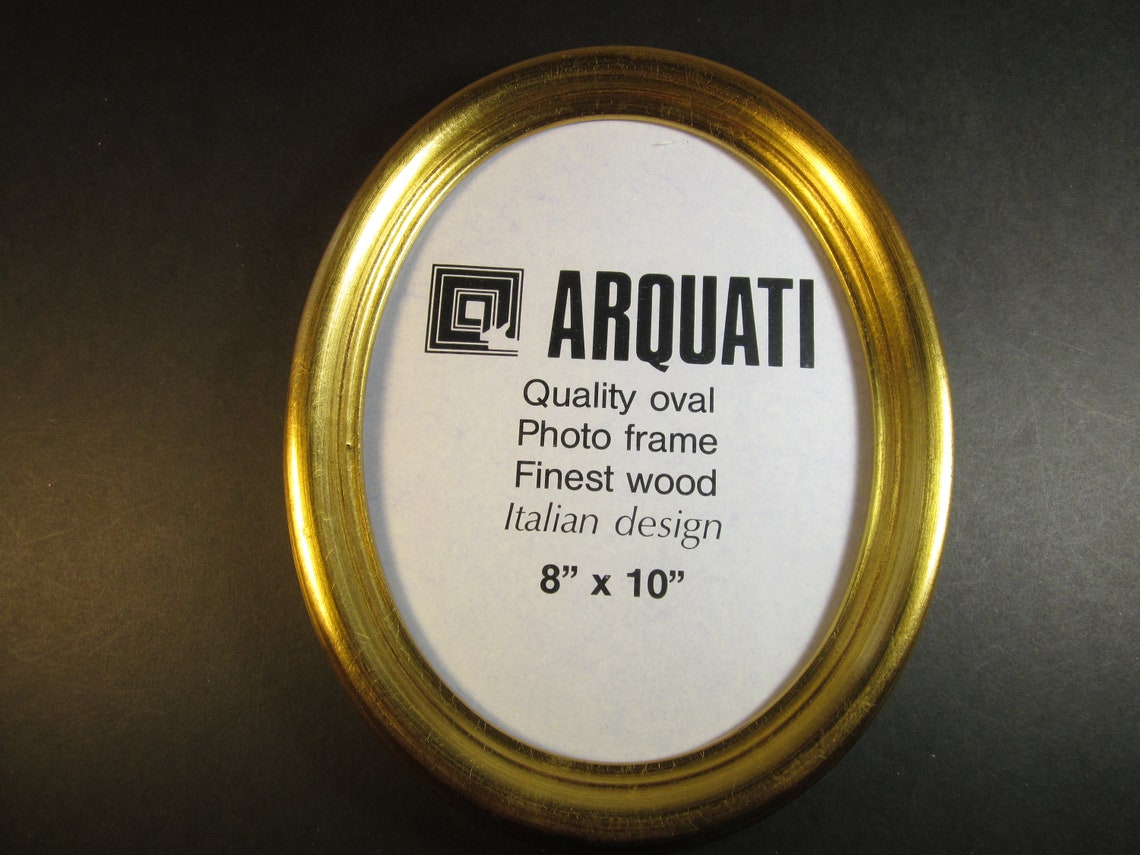 ARQUATI
Quality oval
Photo frame
Finest wood
Italian design
8” x 10”